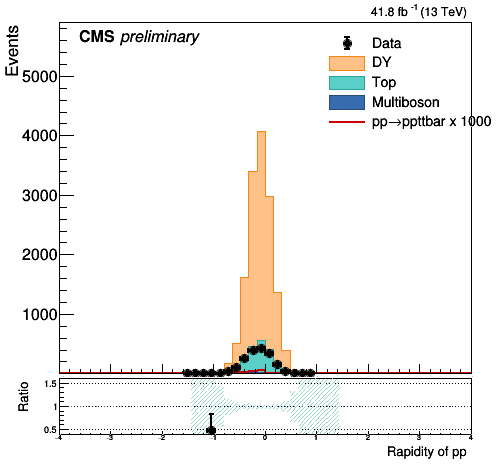 41.8 fb⁻¹ (13 TeV)
CMS preliminary
Events
Data
DY
Top
Multiboson
pp→ppttbar x 1000
5000
4000
3000
2000
1000
Ratio
1.5
1
0.5
-4 -3 -2 -1 0 1 2 3 4
Rapidity of pp